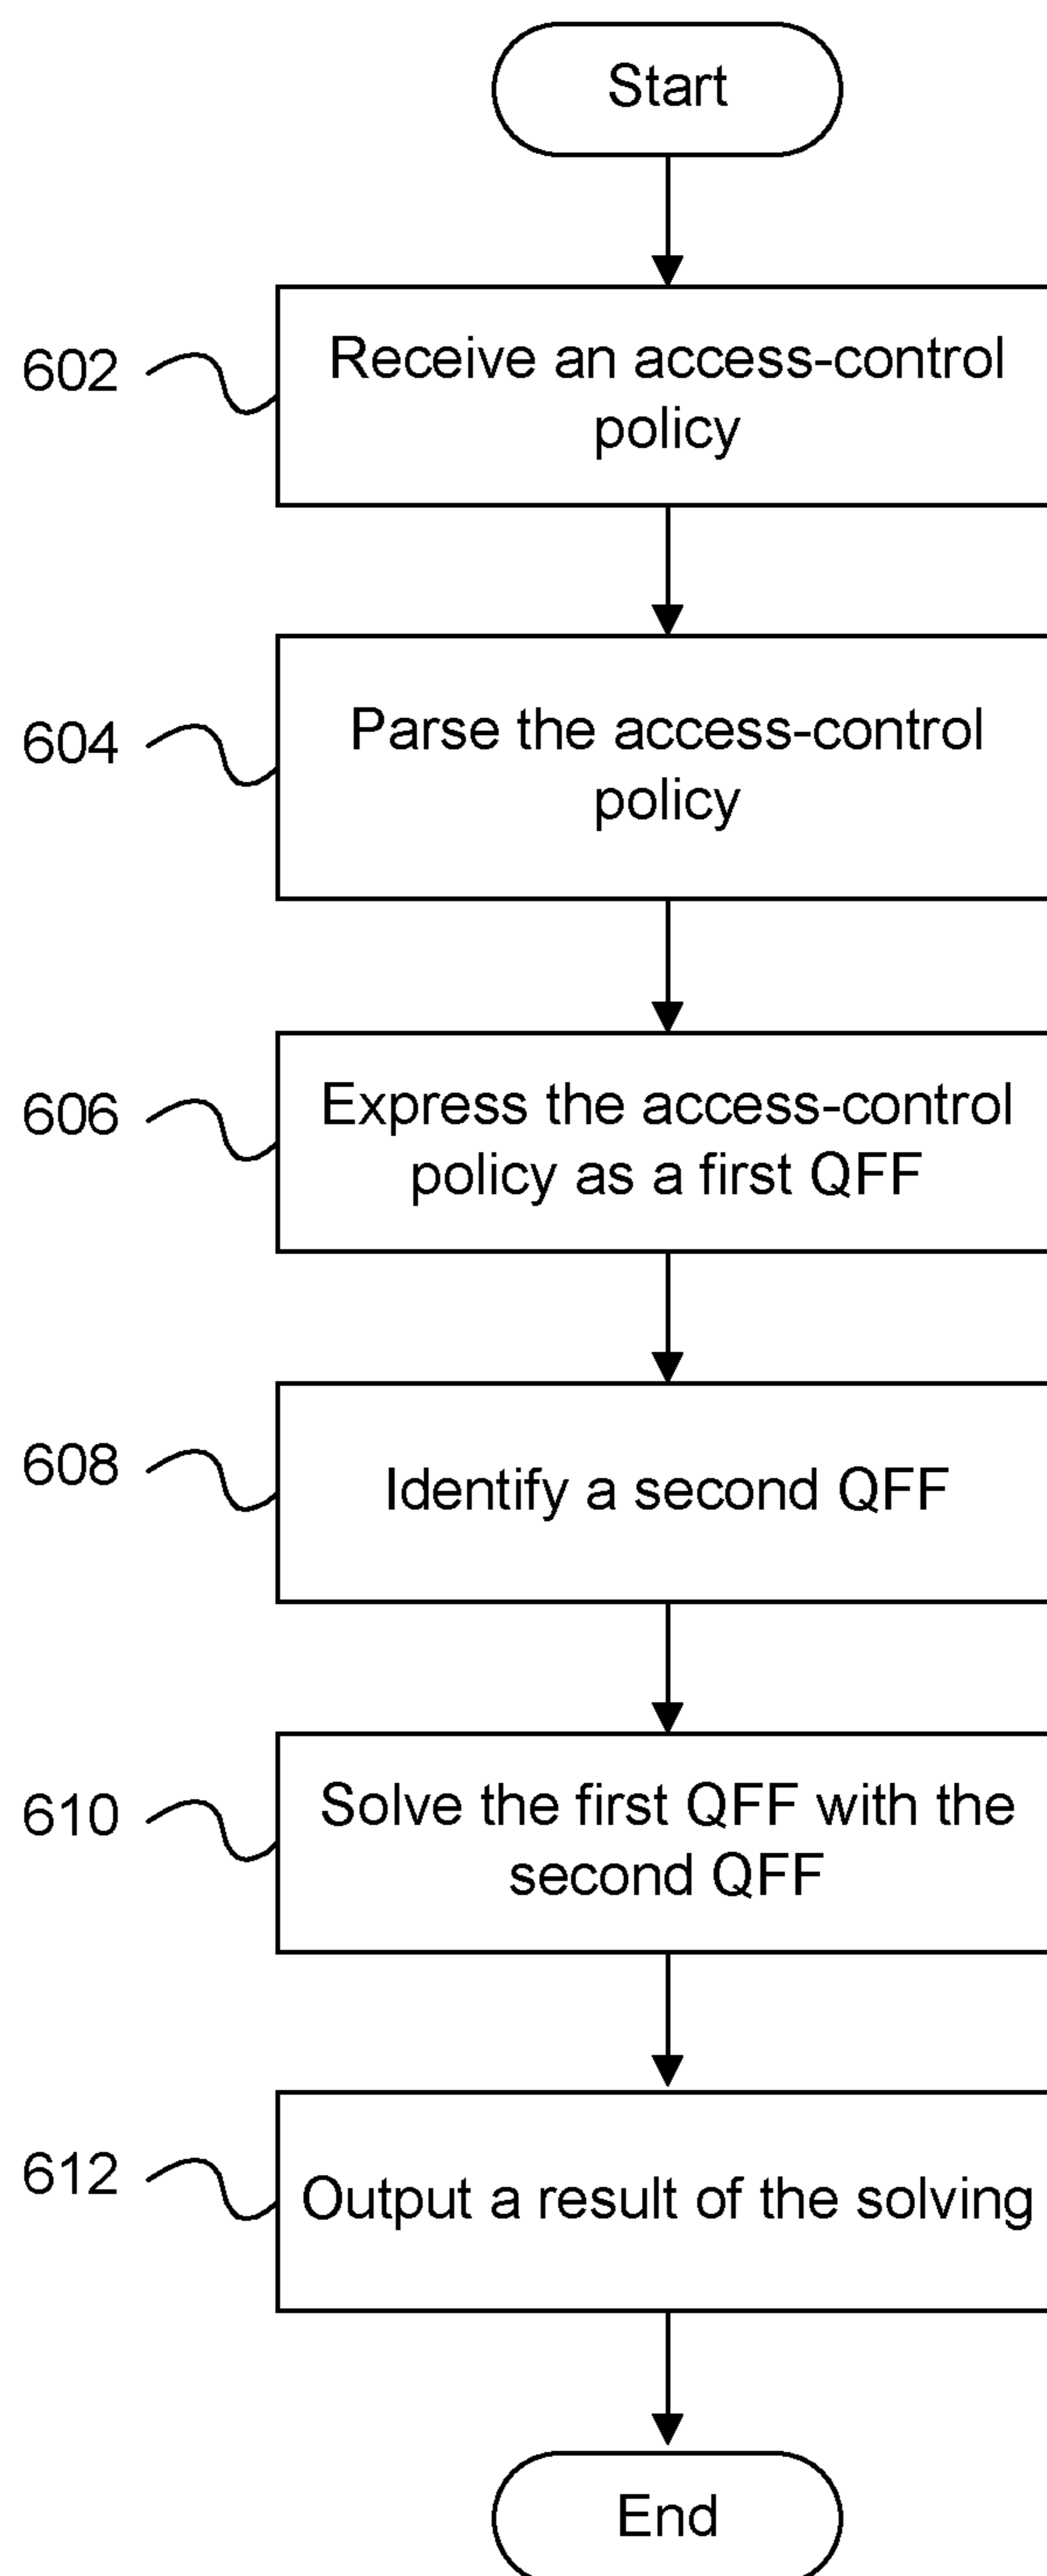 Start
602
Receive an access-control
policy
604
Parse the access-control
policy
606
Express the access-control
policy as a first QFF
608
Identify a second QFF
610
Solve the first QFF with the
second QFF
612
Output a result of the solving
End